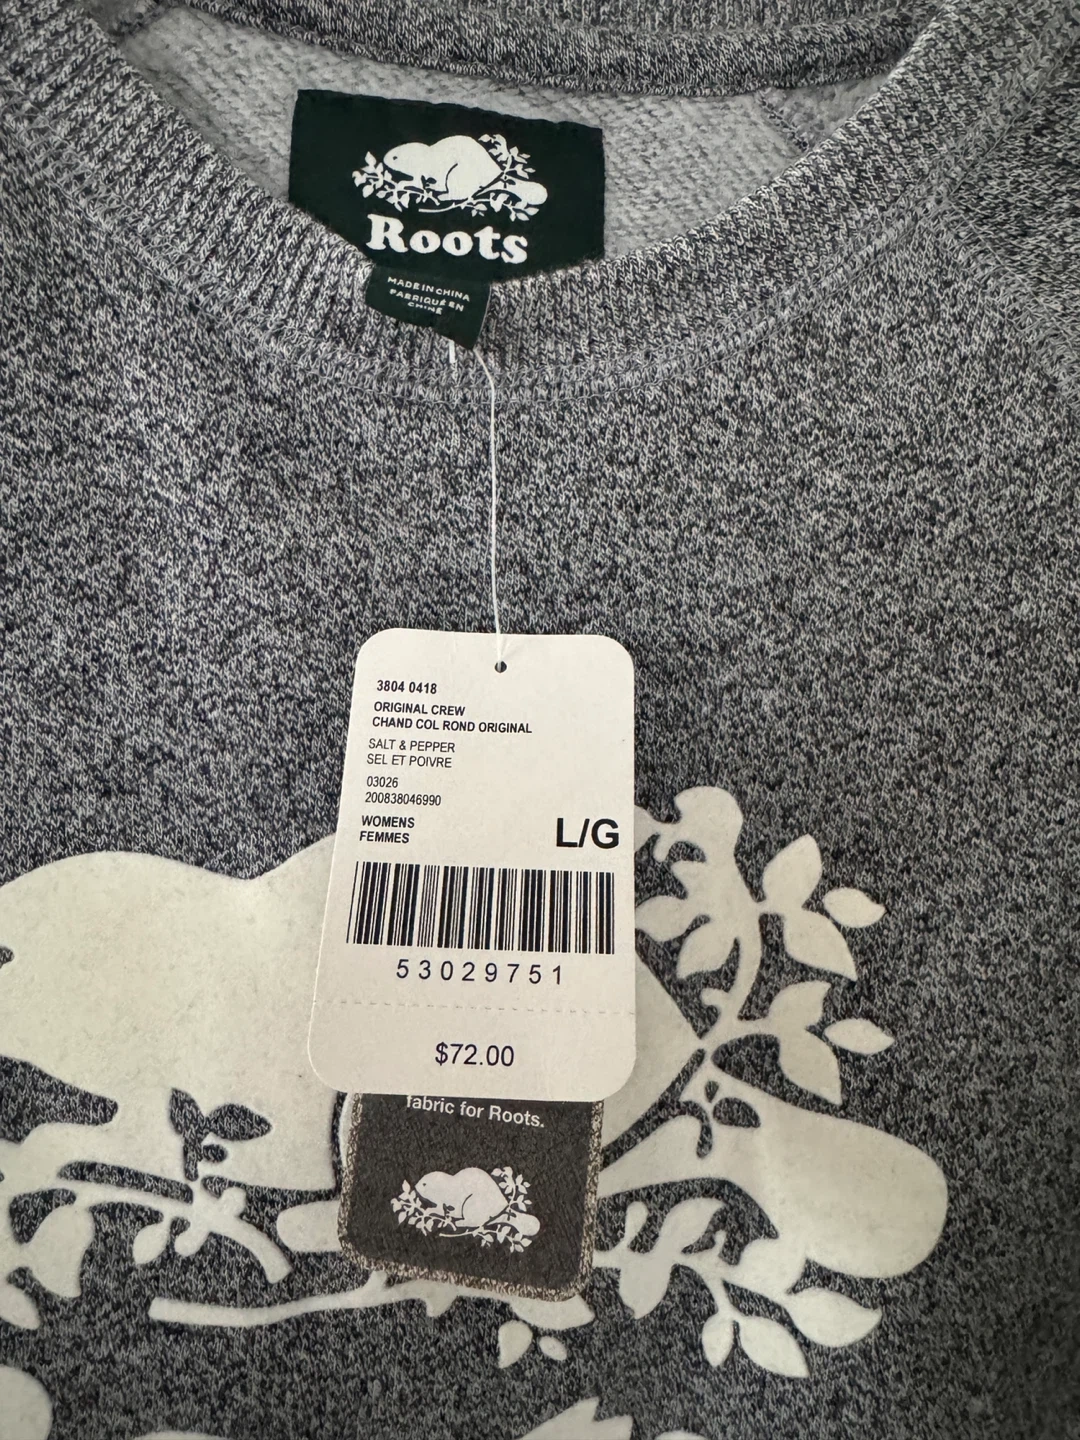 Roots
MADE IN CHINA
FABRIQUÉ EN
CHINE
3804 0418
ORIGINAL CREW
CHAND COL ROND ORIGINAL
SALT & PEPPER
SEL ET POIVRE
03026
200838046990
WOMENS
FEMMES
L/G
53029751
$72.00
fabric for Roots.